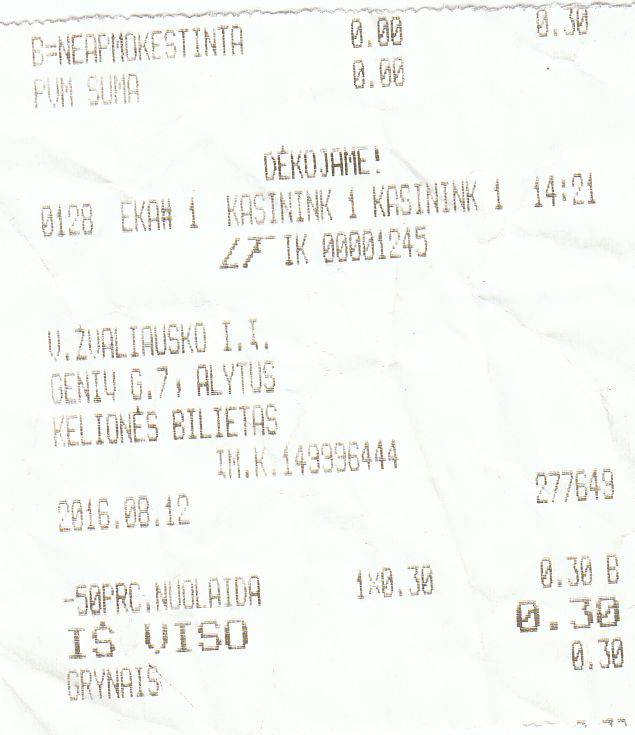 B=NEAPMOKESTINTA 0.00 0.30
PVM SUMA 0.00
DĖKOJAME!
0128 EKA# 1 KASININK 1 KASININK 1 14:21
LF IK 00001245
V.ŽVALIAUSKO I.Į.
GENIŲ G.7, ALYTUS
KELIONĖS BILIETAS
IM.K.149996444
2016.08.12 277649
-50PRC.NUOLAIDA 1x0.30 0.30 B
IŠ VISO 0.30
GRYNAIS 0.30